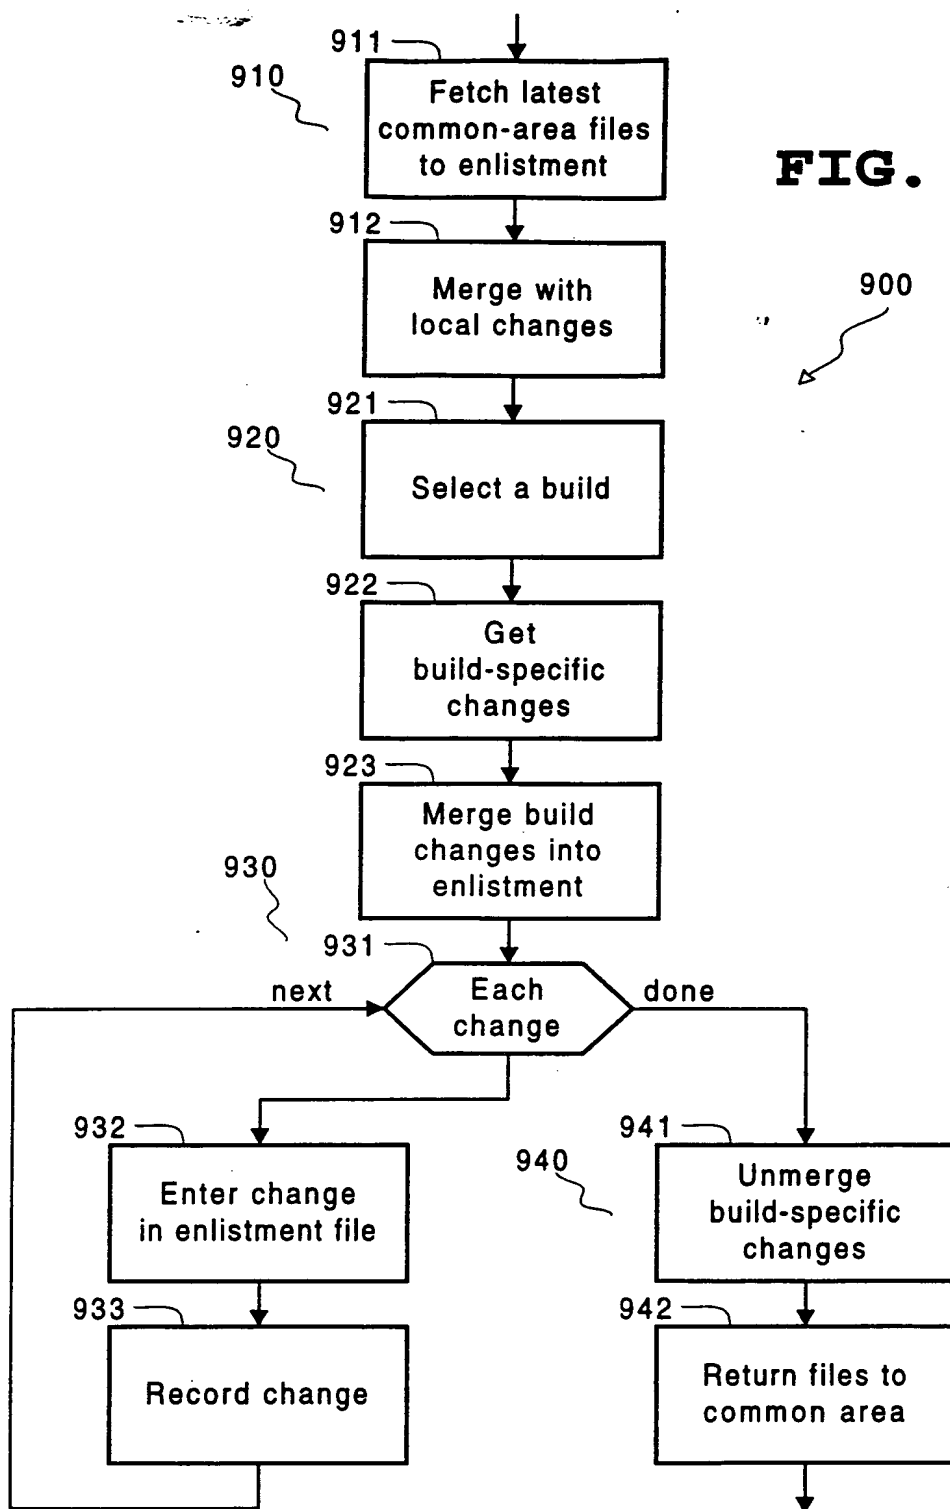 911
910
Fetch latest
common-area files
to enlistment
FIG.
912
Merge with
local changes
900
921
920
Select a build
922
Get
build-specific
changes
923
Merge build
changes into
enlistment
930
931
next
Each
change
done
932
Enter change
in enlistment file
933
Record change
940
941
Unmerge
build-specific
changes
942
Return files to
common area